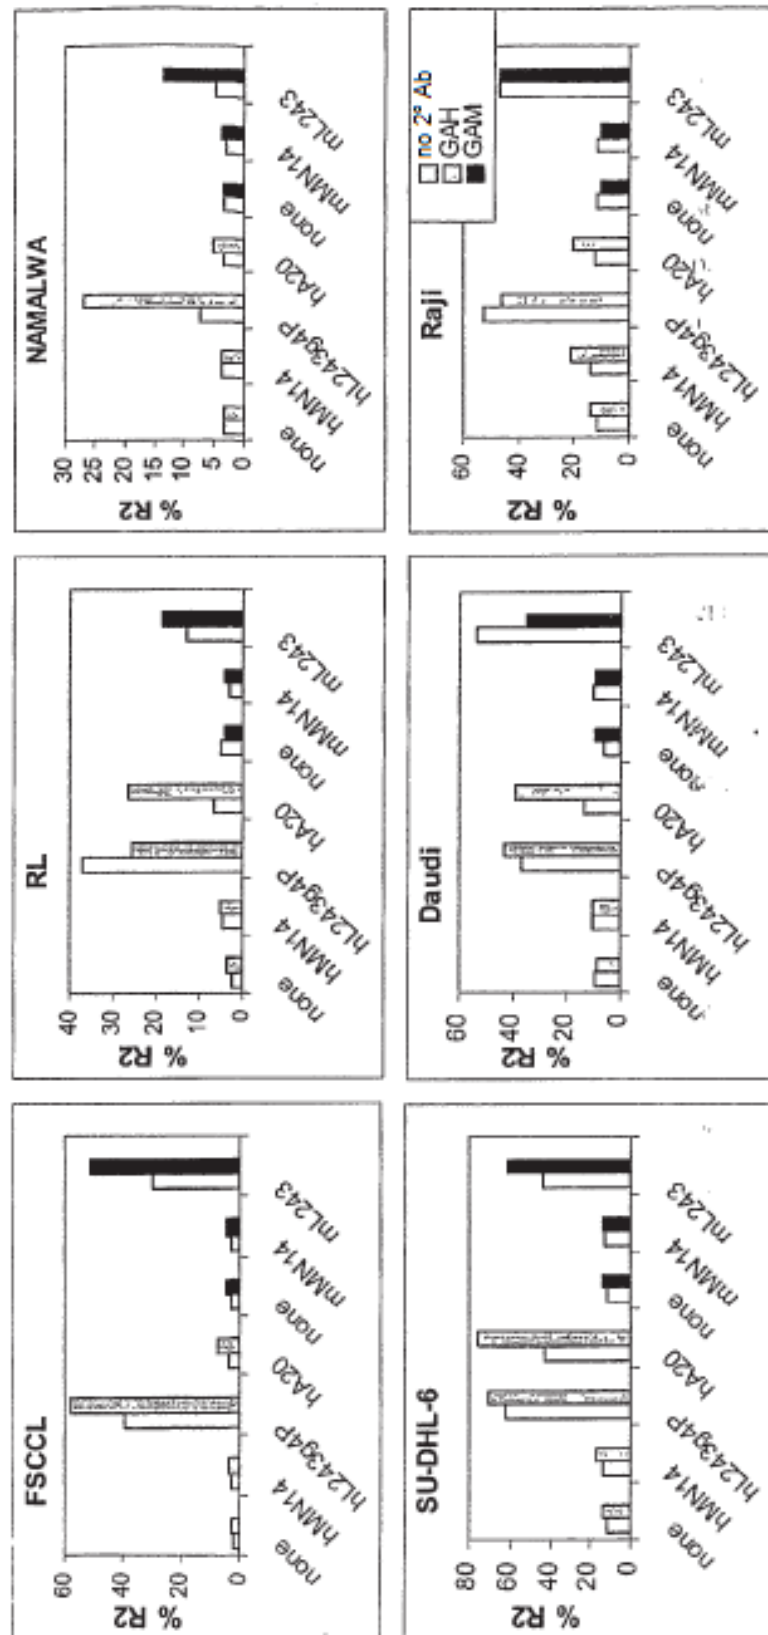 NAMALWA
30
25
20
15
10
5
0
% R2
none
hMN14
hL243g4P
hA20
none
mMN14
mL243
Raji
no 2º Ab
GAH
GAM
60
40
20
0
% R2
none
hMN14
hL243g4P
hA20
none
mMN14
mL243
RL
40
30
20
10
0
% R2
none
hMN14
hL243g4P
hA20
none
mMN14
mL243
Daudi
60
40
20
0
% R2
none
hMN14
hL243g4P
hA20
none
mMN14
mL243
FSCCL
60
40
20
0
% R2
none
hMN14
hL243g4P
hA20
none
mMN14
mL243
SU-DHL-6
80
60
40
20
0
% R2
none
hMN14
hL243g4P
hA20
none
mMN14
mL243